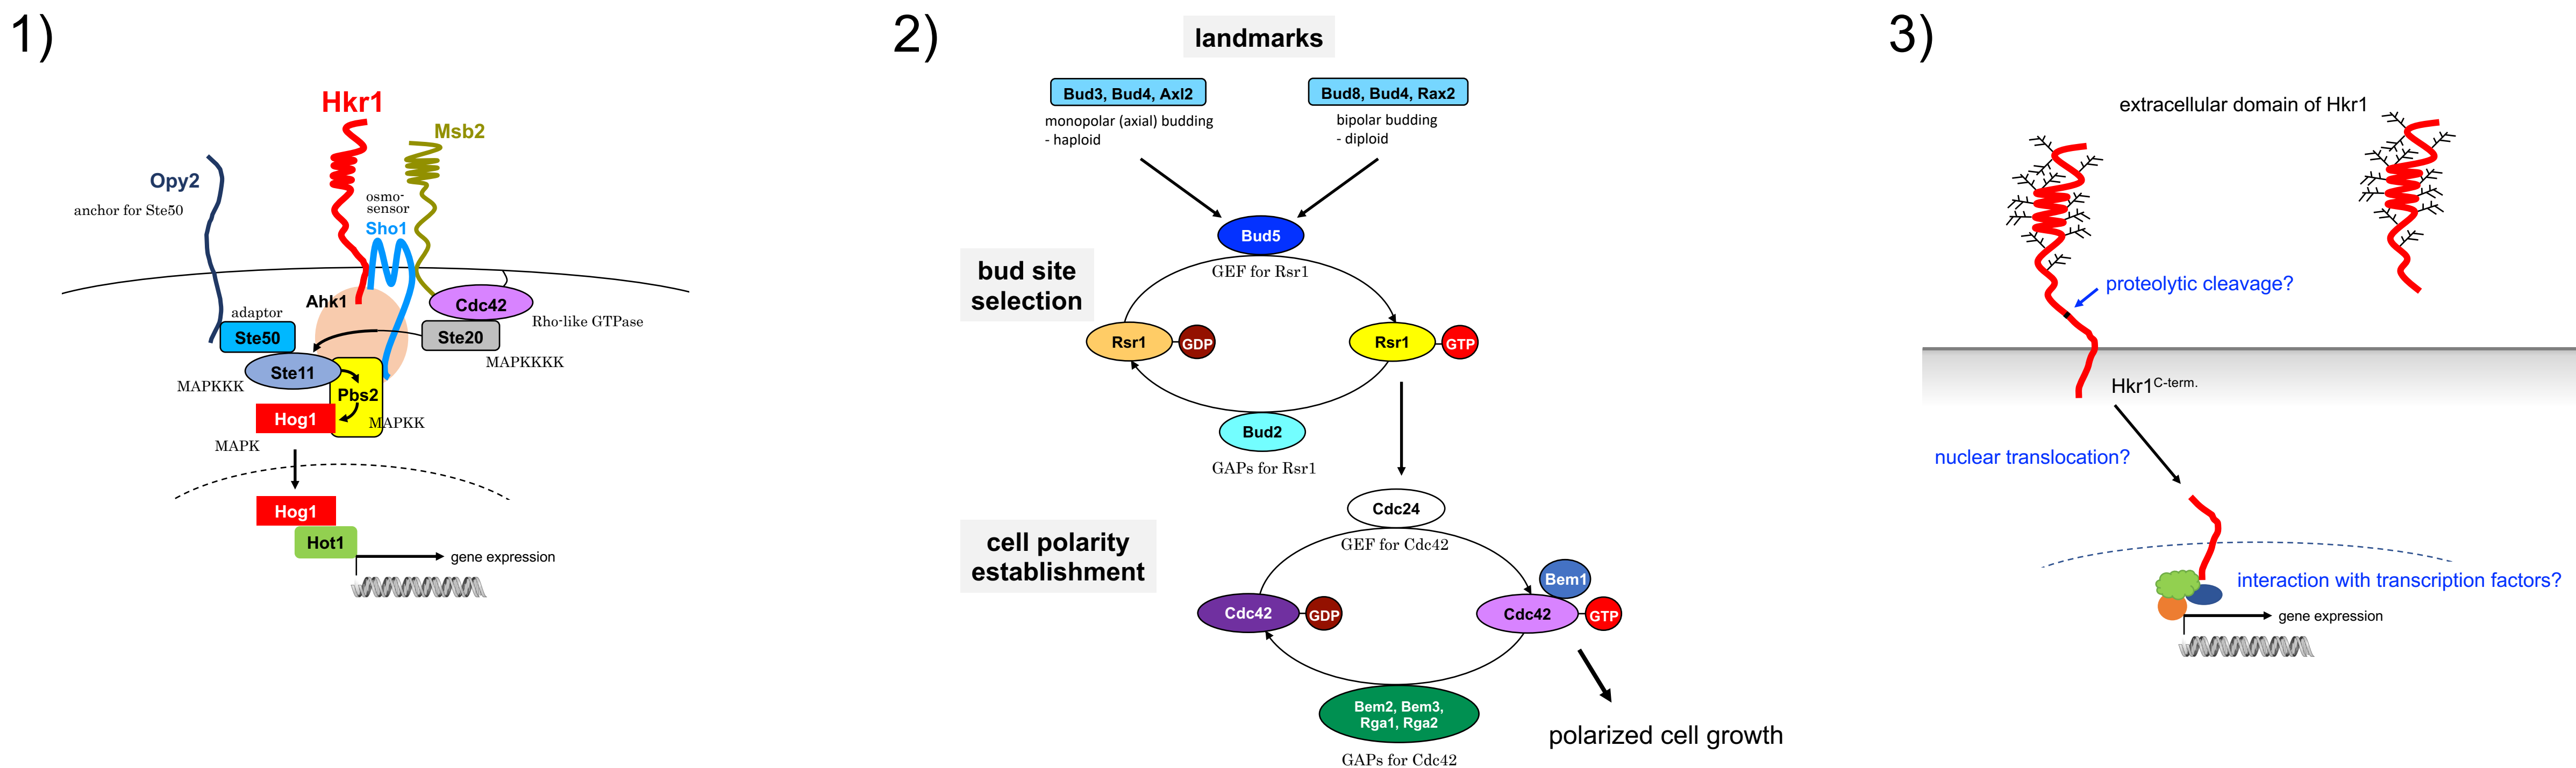 1)
Hkr1
Msb2
Opy2
anchor for Ste50
osmo-
sensor
Sho1
Ahk1
Cdc42
Rho-like GTPase
adaptor
Ste50
Ste20
MAPKKKK
Ste11
MAPKKK
Pbs2
MAPKK
Hog1
MAPK
Hog1
Hot1
gene expression
2)
landmarks
Bud3, Bud4, Axl2
monopolar (axial) budding
- haploid
Bud8, Bud4, Rax2
bipolar budding
- diploid
Bud5
GEF for Rsr1
bud site
selection
Rsr1
GDP
Rsr1
GTP
Bud2
GAPs for Rsr1
Cdc24
GEF for Cdc42
cell polarity
establishment
Bem1
Cdc42
GDP
Cdc42
GTP
Bem2, Bem3,
Rga1, Rga2
GAPs for Cdc42
polarized cell growth
3)
extracellular domain of Hkr1
proteolytic cleavage?
Hkr1C-term.
nuclear translocation?
interaction with transcription factors?
gene expression